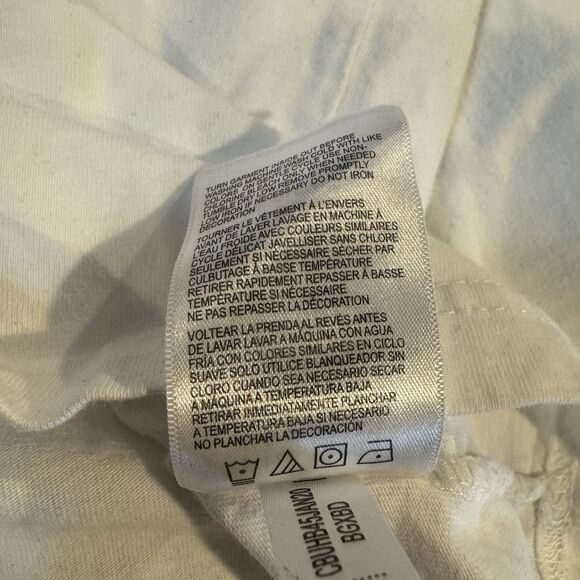 TURN GARMENT INSIDE OUT BEFORE
WASHING MACHINE WASH COLD WITH LIKE
COLORS, ON GENTLE CYCLE USE NON-
CHLORINE BLEACH ONLY WHEN NEEDED
TUMBLE DRY LOW REMOVE PROMPTLY
LOW IRON IF NECESSARY DO NOT IRON
DECORATION
TOURNER LE VÊTEMENT À L'ENVERS
AVANT DE LAVER LAVAGE EN MACHINE À
L'EAU FROIDE AVEC COULEURS SIMILAIRES
CYCLE DÉLICAT JAVELLISER SANS CHLORE
SEULEMENT SI NÉCESSAIRE SÉCHAGE PAR
CULBUTAGE À BASSE TEMPÉRATURE
RETIRER RAPIDEMENT REPASSER À BASSE
TEMPÉRATURE SI NÉCESSAIRE
NE PAS REPASSER LA DÉCORATION
VOLTEAR LA PRENDA AL REVÉS ANTES
DE LAVAR LAVAR A MÁQUINA CON AGUA
FRÍA CON COLORES SIMILARES EN CICLO
SUAVE SOLO UTILICE BLANQUEADOR SIN
CLORO CUANDO SEA NECESARIO SECAR
A MÁQUINA A TEMPERATURA BAJA
RETIRAR INMEDIATAMENTE PLANCHAR
A TEMPERATURA BAJA SI NECESARIO
NO PLANCHAR LA DECORACIÓN
CBUHBA5JAN20
BGXBD